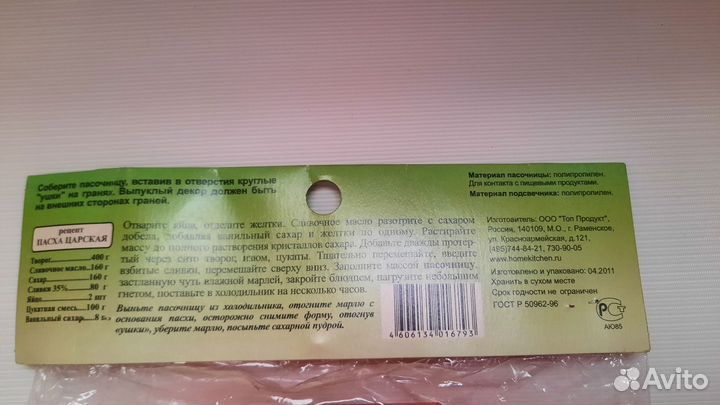 Соберите пасочницу, вставив в отверстия круглые
"ушки" на гранях. Выпуклый декор должен быть
на внешних сторонах граней.
рецепт
ПАСХА ЦАРСКАЯ
Творог 400 г
Сливочное масло..160 г
Сахар 160 г
Сливки 35% 80 г
Яйцо 2 шт
Цукатная смесь 100 г
Ванильный сахар 8
Отварите яйца, отделите желтки. Сливочное масло разотрите с сахаром
добела, добавляя ванильный сахар и желтки по одному. Растирайте
массу до полного растворения кристаллов сахара. Добавьте дважды протер-
тый через сито творог, изюм, цукаты. Тщательно перемешайте, введите
взбитые сливки, перемешайте сверху вниз. Заполните массой пасочницу,
застланную чуть влажной марлей, закройте блюдцем, нагрузите небольшим
гнетом, поставьте в холодильник на несколько часов.
Выньте пасочницу из холодильника, отогните марлю с
основания пасхи, осторожно снимите форму, отогнув
«ушки», уберите марлю, посыпьте сахарной пудрой.
4 606134 016793
Материал пасочницы: полипропилен.
Для контакта с пищевыми продуктами.
Материал подсвечника: полипропилен.
Изготовитель: ООО "Топ Продукт",
Россия, 140109, М.О., г. Раменское,
ул. Красноармейская, д.121,
(495)744-84-21, 730-90-05
www.homekitchen.ru
Изготовлено и упаковано: 04.2011
Хранить в сухом месте
Срок годности не ограничен
ГОСТ Р 50962-96
РСТ
АЮ85
Avito